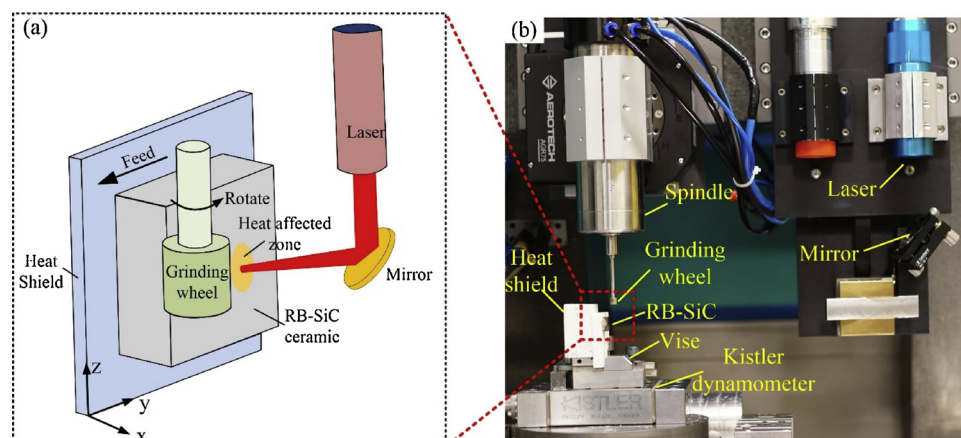 (a)
Laser
Feed
Rotate
Heat affected
zone
Heat
Shield
Grinding
wheel
Mirror
RB-SiC
ceramic
z
y
x
(b)
AEROTECH
Spindle
Laser
Grinding
wheel
Mirror
Heat
shield
RB-SiC
Vise
Kistler
dynamometer
KISTLER